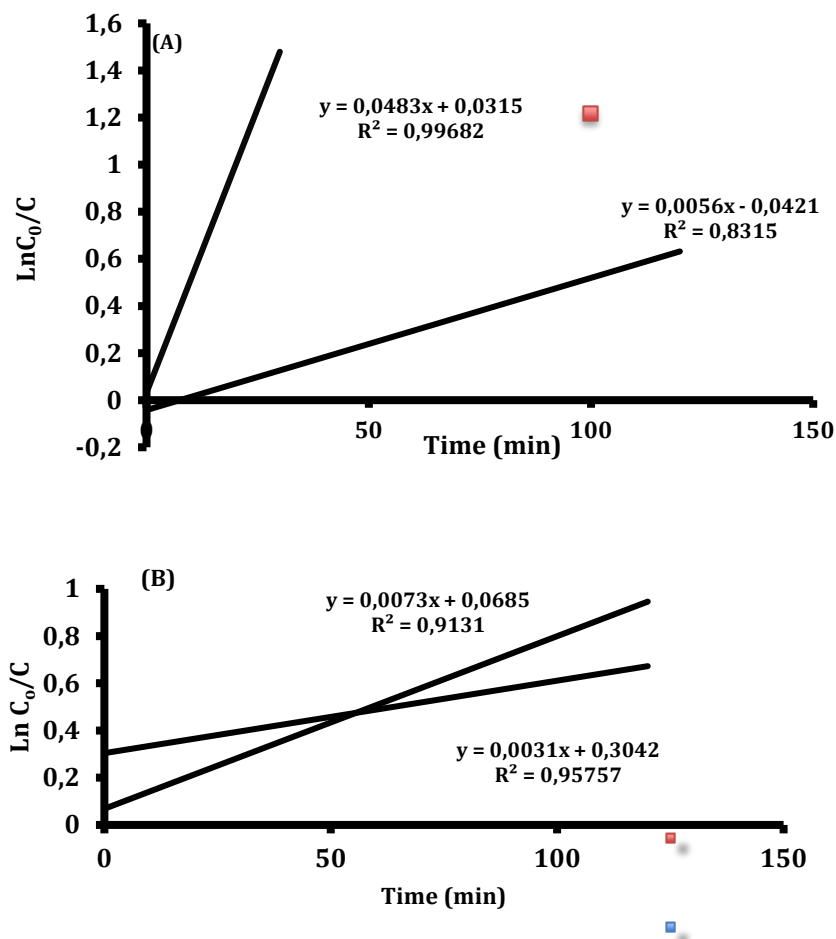 1,6
(A)
1,4
y = 0,0483x + 0,0315
1,2
R² = 0,99682
1
LnC₀/C
0,8
y = 0,0056x - 0,0421
R² = 0,8315
0,6
0,4
0,2
0
0 50 100 150
-0,2
Time (min)
(B)
1
y = 0,0073x + 0,0685
R² = 0,9131
0,8
0,6
Ln Cₒ/C
0,4
y = 0,0031x + 0,3042
R² = 0,95757
0,2
0
0 50 100 150
Time (min)